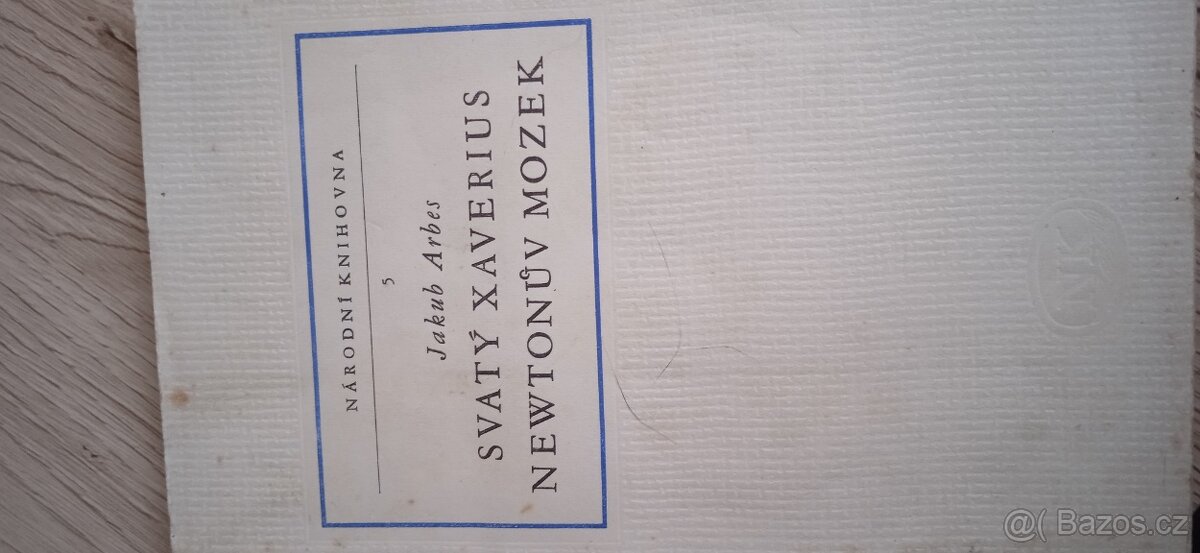 NÁRODNÍ KNIHOVNA
5
Jakub Arbes
SVATÝ XAVERIUS
NEWTONŮV MOZEK
@( Bazos.cz